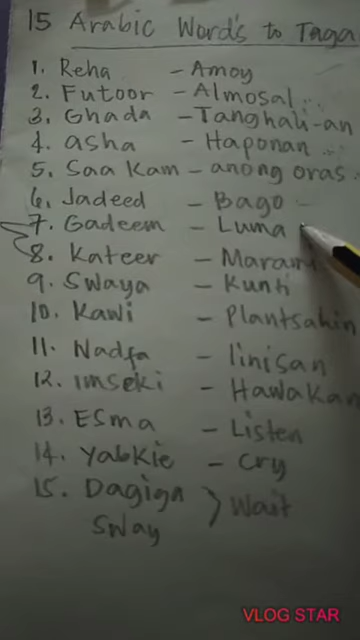 15 Arabic Word's to Taga
1. Reha - Amoy
2. Futoor - Almosal
3. Ghada - Tanghali-an
4. asha - Haponan
5. Saa Kam - anong oras
6. Jadeed - Bago
7. Gadeem - Luma
8. Kateer - Marami
9. Swaya - Kunti
10. Kawi - Plantsahin
11. Nadfa - linisan
12. imseki - Hawakan
13. Esma - Listen
14. Yabkie - Cry
15. Dagiga } Wait
Sway
VLOG STAR